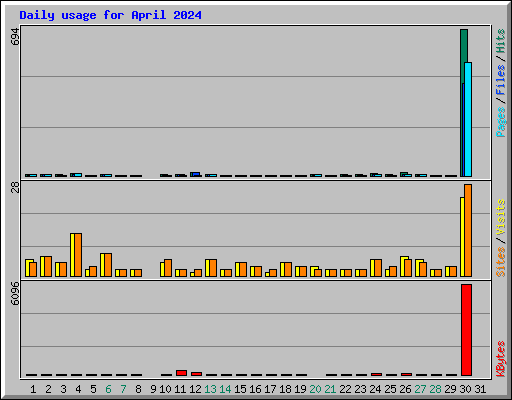 Daily usage for April 2024
694
Pages / Files / Hits
28
Sites / Visits
6096
KBytes
1 2 3 4 5 6 7 8 9 10 11 12 13 14 15 16 17 18 19 20 21 22 23 24 25 26 27 28 29 30 31